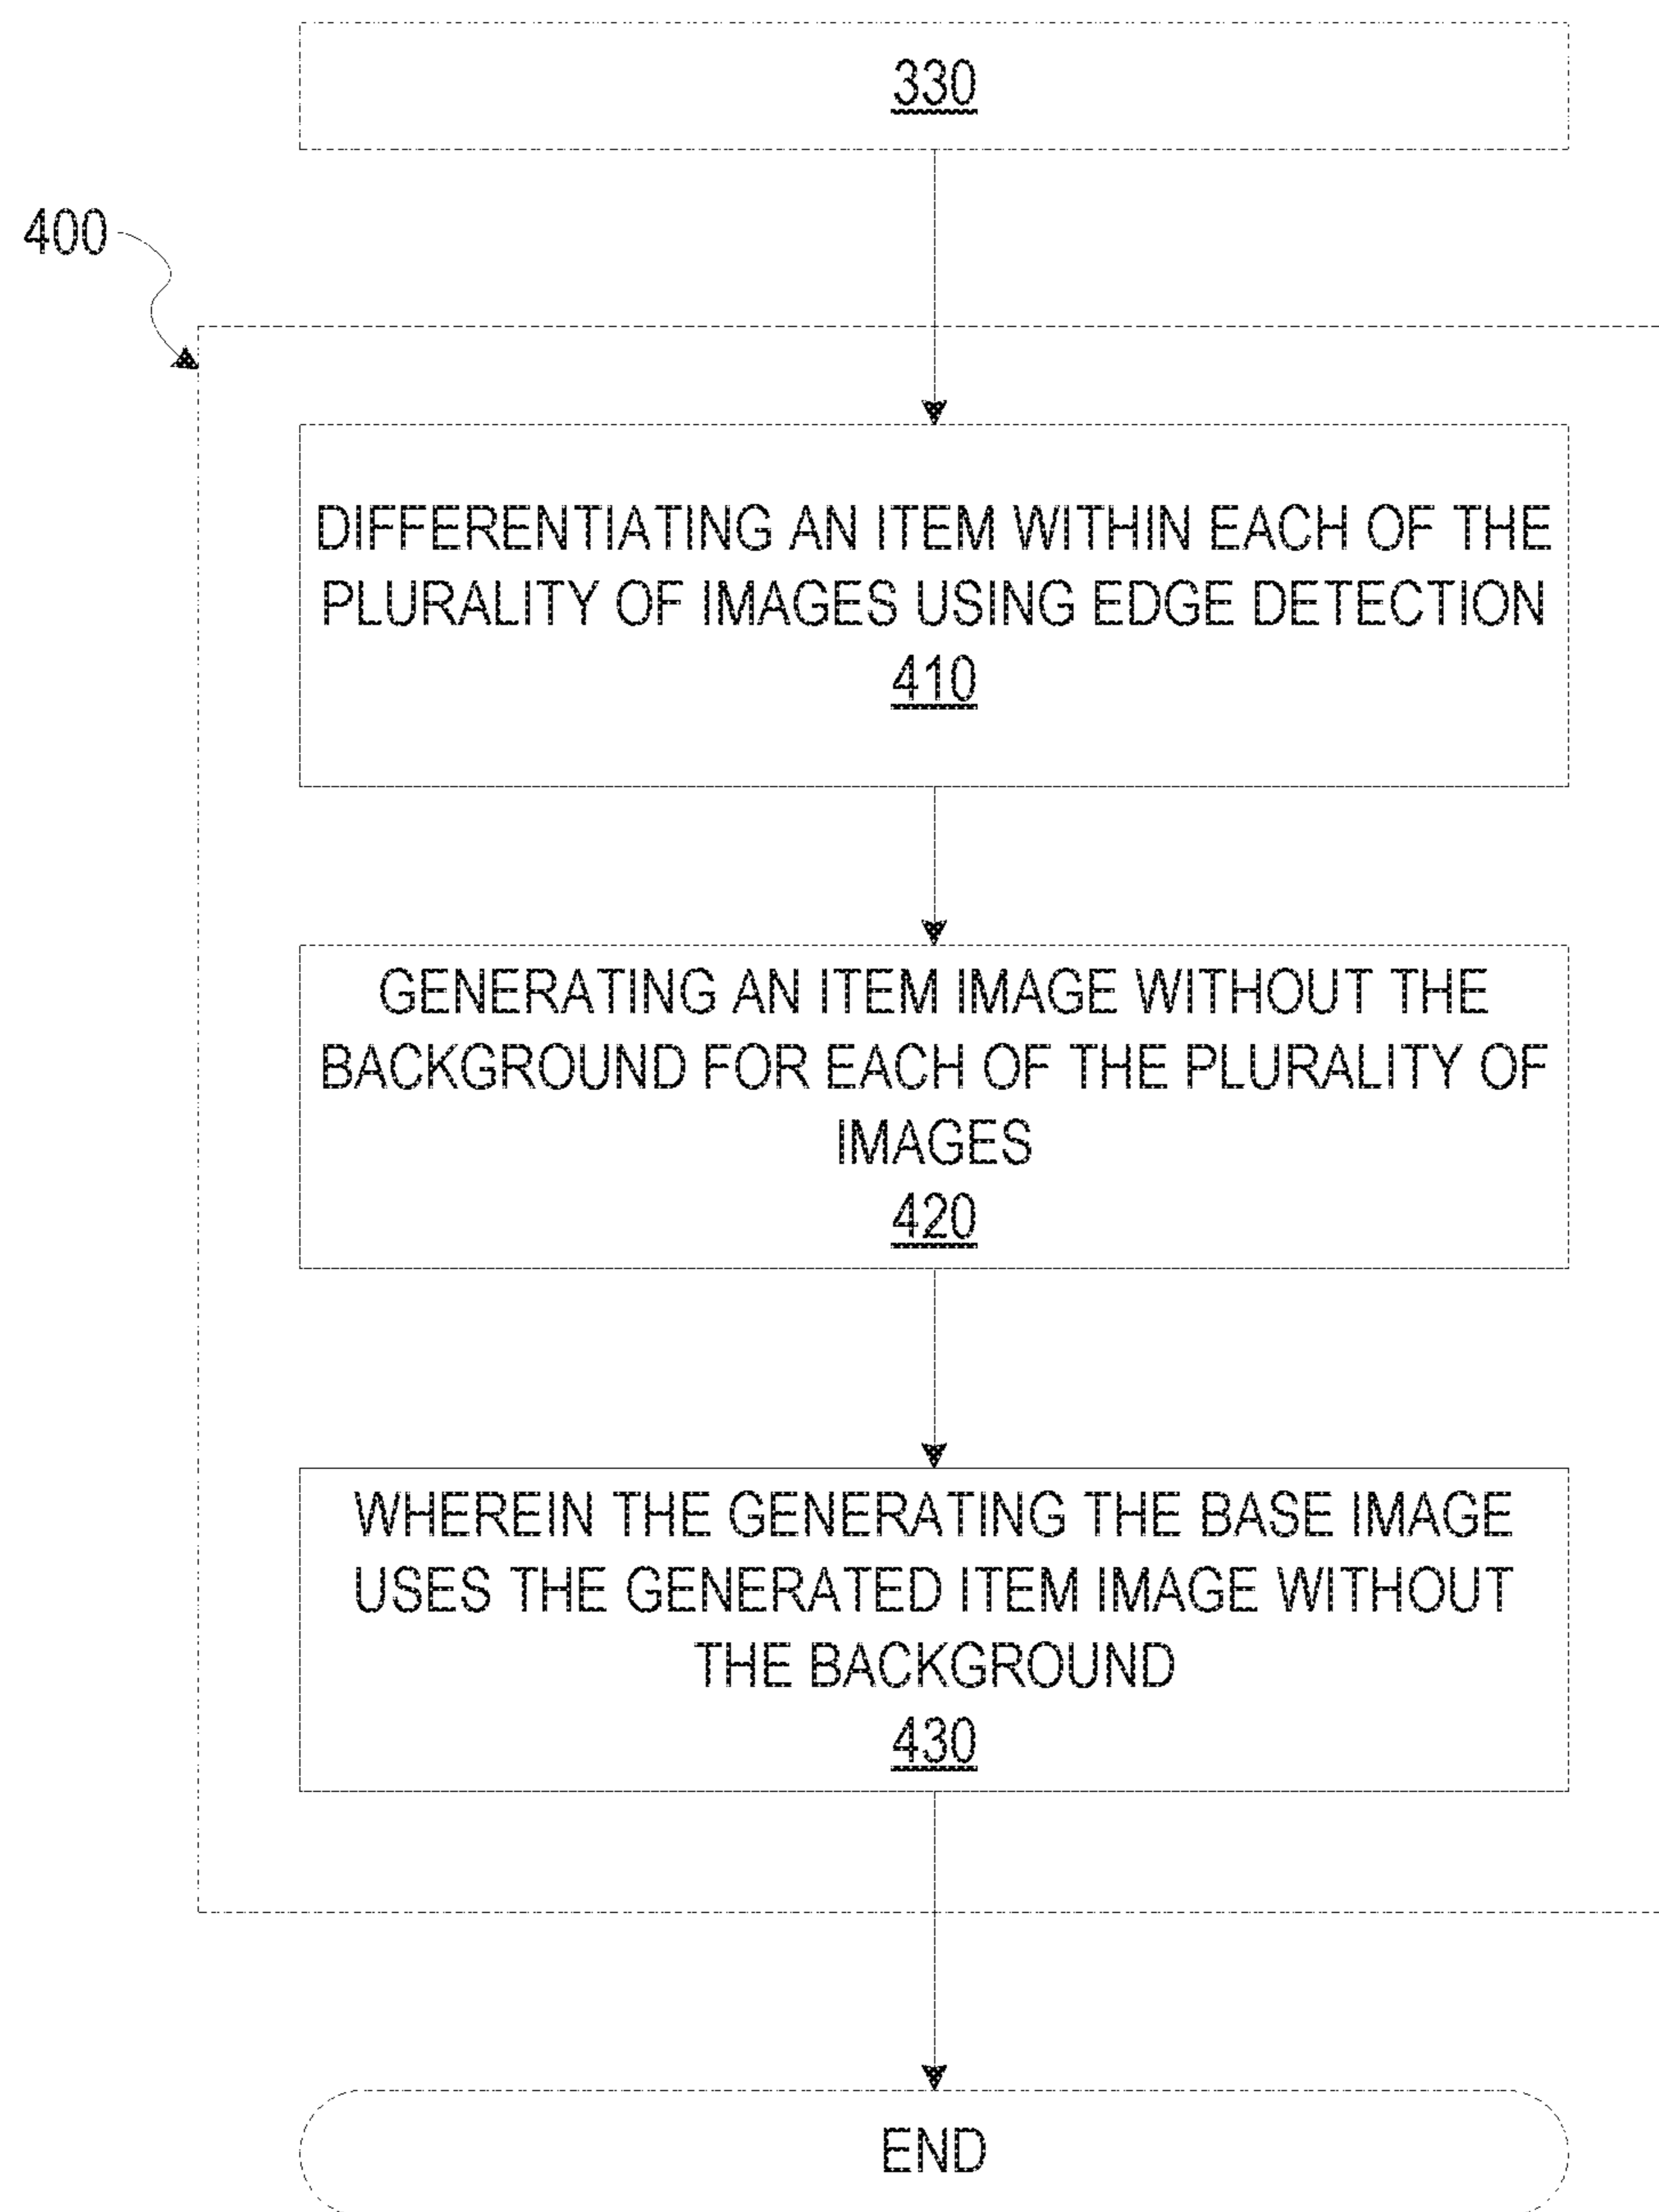 330
400
DIFFERENTIATING AN ITEM WITHIN EACH OF THE
PLURALITY OF IMAGES USING EDGE DETECTION
410
GENERATING AN ITEM IMAGE WITHOUT THE
BACKGROUND FOR EACH OF THE PLURALITY OF
IMAGES
420
WHEREIN THE GENERATING THE BASE IMAGE
USES THE GENERATED ITEM IMAGE WITHOUT
THE BACKGROUND
430
END